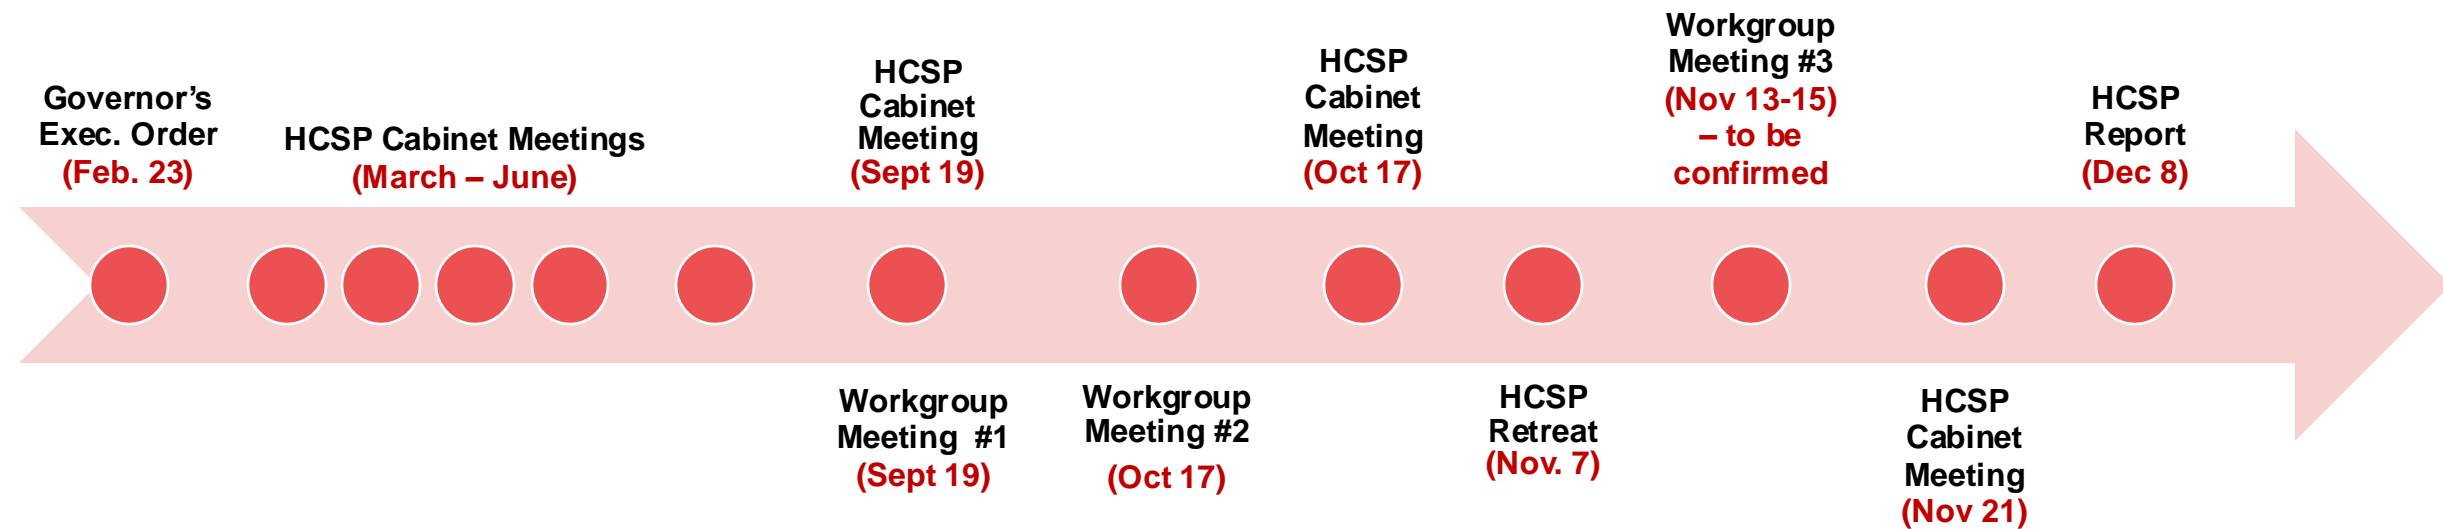 Governor’s
Exec. Order
(Feb. 23)
HCSP Cabinet Meetings
(March – June)
HCSP
Cabinet
Meeting
(Sept 19)
Workgroup
Meeting  #1
(Sept 19)
Workgroup
Meeting #2
(Oct 17)
HCSP
Cabinet
Meeting
(Oct 17)
HCSP
Retreat
(Nov. 7)
Workgroup
Meeting #3
(Nov 13-15)
– to be
confirmed
HCSP
Cabinet
Meeting
(Nov 21)
HCSP
Report
(Dec 8)